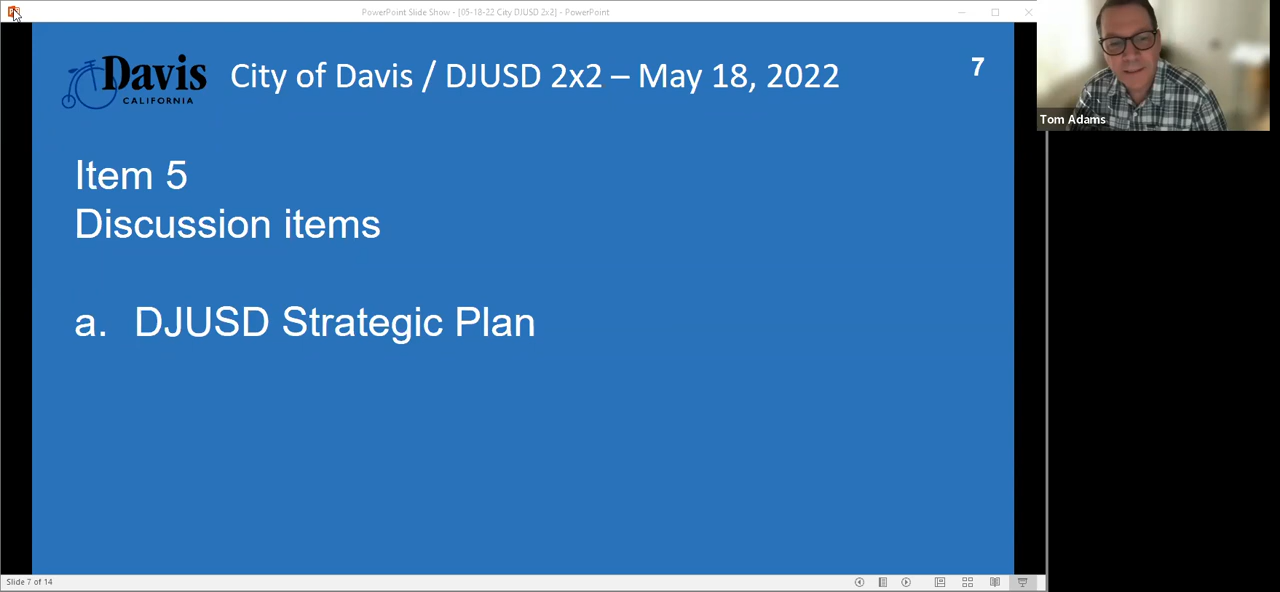 PowerPoint Slide Show - [05-18-22 City DJUSD 2x2] - PowerPoint
Davis
CALIFORNIA
City of Davis / DJUSD 2x2 – May 18, 2022
7
Tom Adams
Item 5
Discussion items
a. DJUSD Strategic Plan
Slide 7 of 14